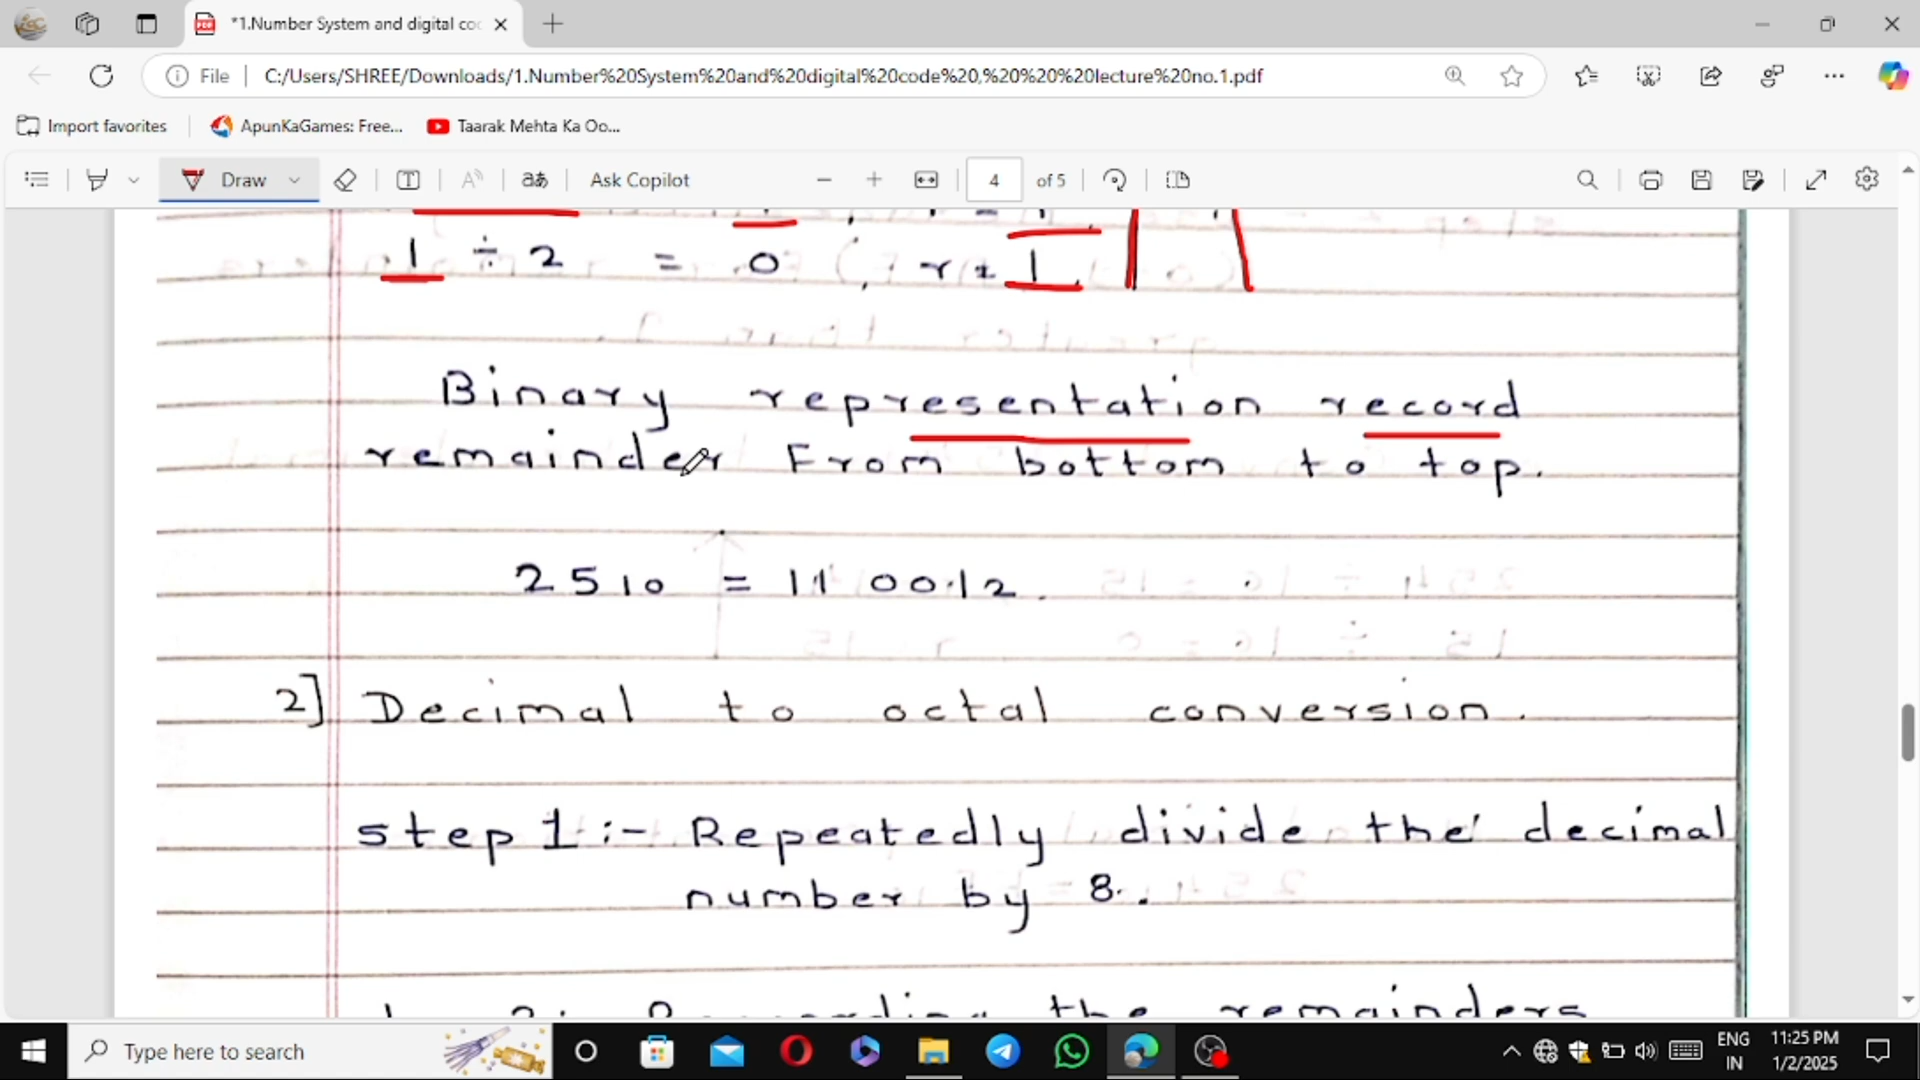 *1.Number System and digital co
File
C:/Users/SHREE/Downloads/1.Number%20System%20and%20digital%20code%20,%20%20%20lecture%20no.1.pdf
Import favorites
ApunKaGames: Free...
Taarak Mehta Ka Oo...
Draw
Ask Copilot
4 of 5
1 ÷ 2 = 0 , r = 1
Binary representation record
remainder From bottom to top.
25₁₀ = 11001₂.
2] Decimal to octal conversion.
step 1 :- Repeatedly divide the decimal
number by 8.
the remainders
Type here to search
ENG
IN
11:25 PM
1/2/2025